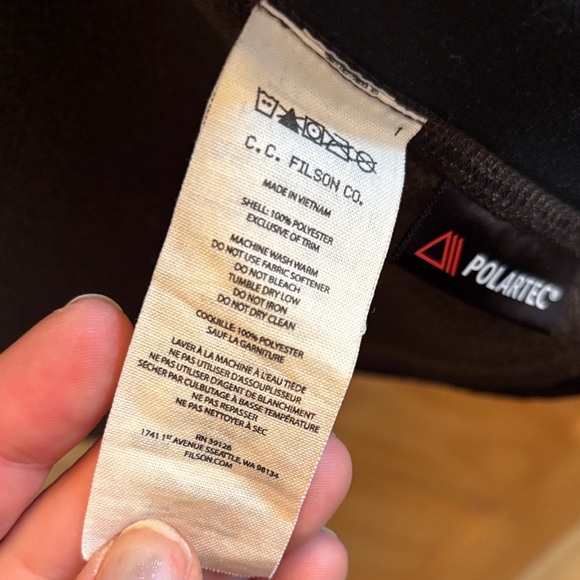 C.C. FILSON CO.
MADE IN VIETNAM
SHELL: 100% POLYESTER
EXCLUSIVE OF TRIM
MACHINE WASH WARM
DO NOT USE FABRIC SOFTENER
DO NOT BLEACH
TUMBLE DRY LOW
DO NOT IRON
DO NOT DRY CLEAN
COQUILLE: 100% POLYESTER
SAUF LA GARNITURE
LAVER À LA MACHINE À L'EAU TIÈDE
NE PAS UTILISER D'ASSOUPLISSEUR
NE PAS UTILISER D'AGENT DE BLANCHIMENT
SÉCHER PAR CULBUTAGE À BASSE TEMPÉRATURE
NE PAS REPASSER
NE PAS NETTOYER À SEC
RN 39126
1741 1ST AVENUE SSEATTLE, WA 98134
FILSON.COM
POLARTEC®